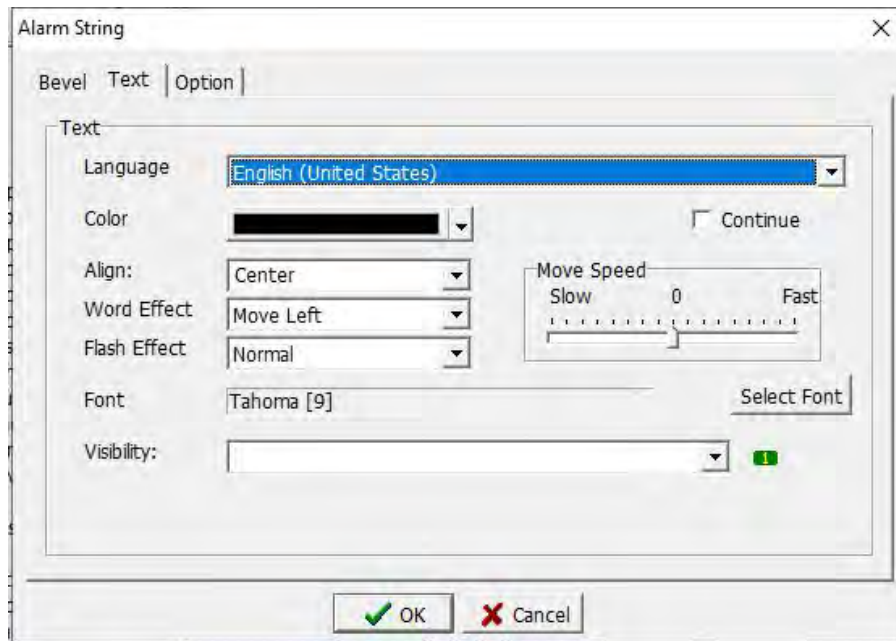 Alarm String
Bevel Text Option
Text
Language English (United States)
Color Continue
Align: Center Move Speed
Slow 0 Fast
Word Effect Move Left
Flash Effect Normal
Font Tahoma [9] Select Font
Visibility: 1
OK Cancel